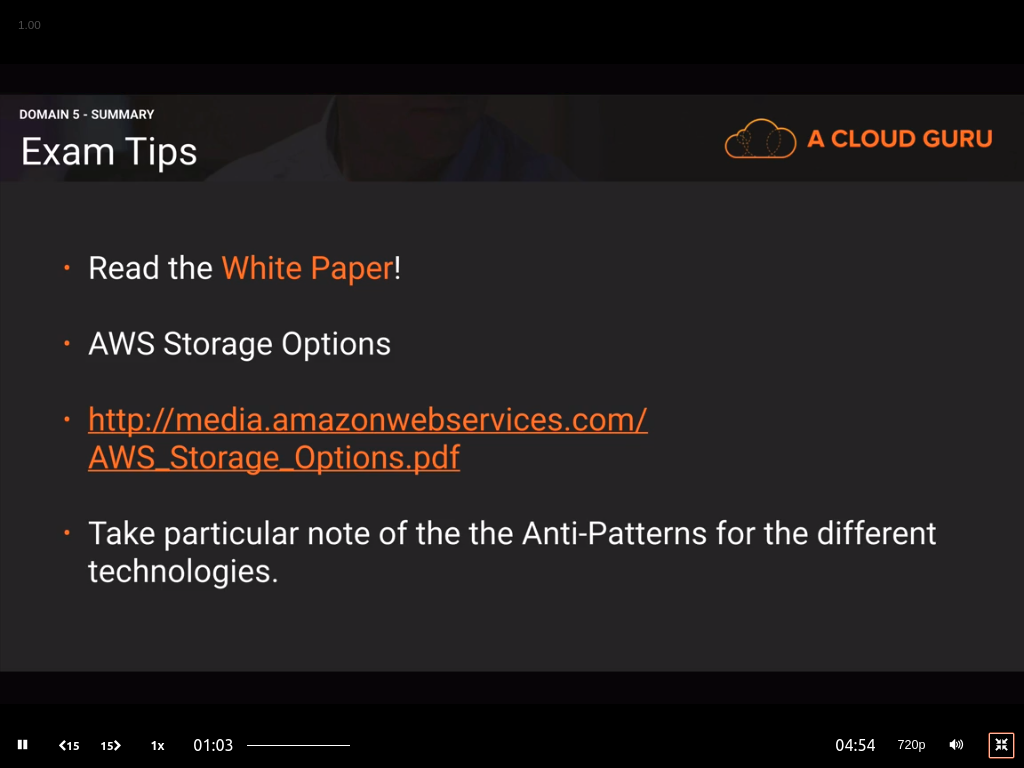 1.00
DOMAIN 5 - SUMMARY
Exam Tips
A CLOUD GURU
• Read the White Paper!
• AWS Storage Options
• http://media.amazonwebservices.com/
AWS_Storage_Options.pdf
• Take particular note of the the Anti-Patterns for the different
technologies.
15 15 1x 01:03 04:54 720p